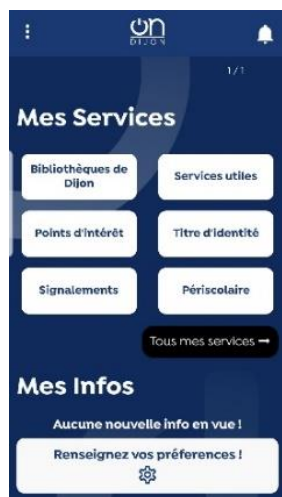 on
DIJON
1/1
Mes Services
Bibliothèques de
Dijon
Services utiles
Points d'intérêt
Titre d'identité
Signalements
Périscolaire
Tous mes services →
Mes Infos
Aucune nouvelle info en vue !
Renseignez vos préferences !